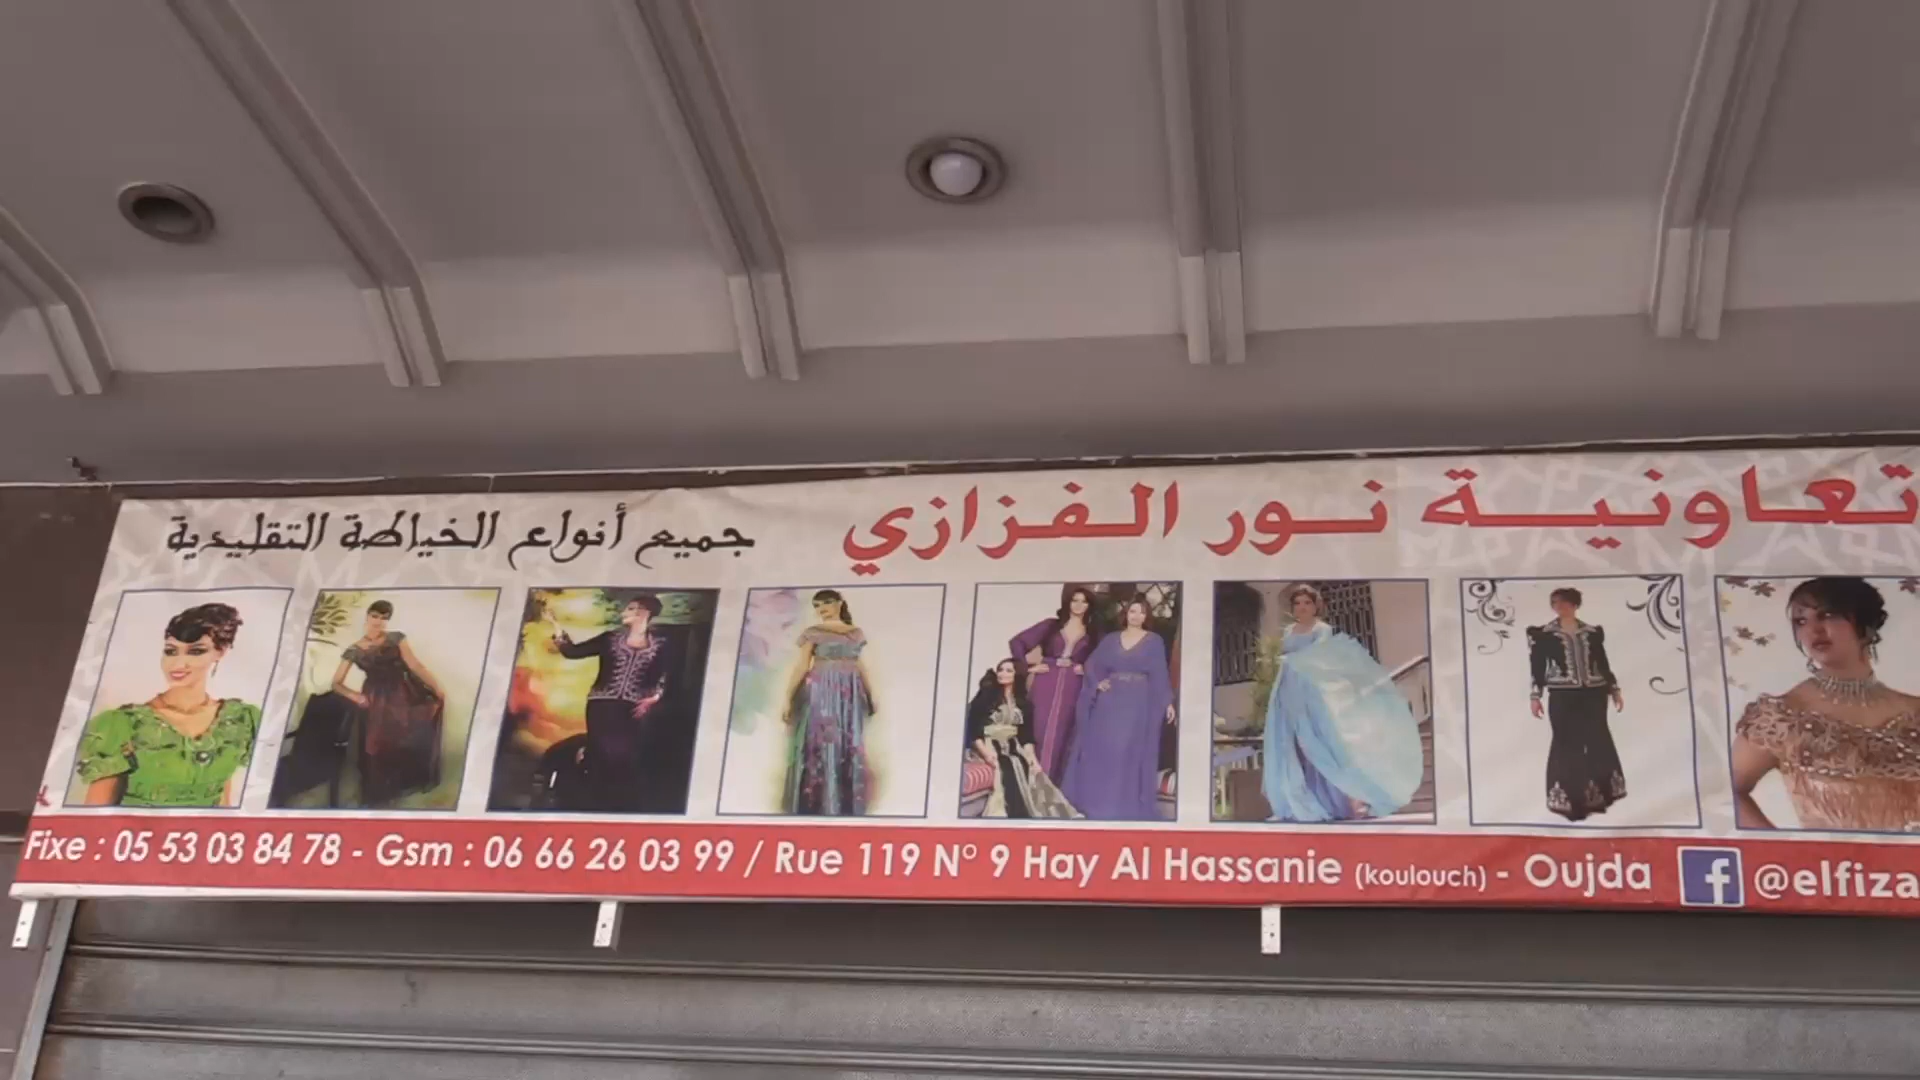 تعاونية نور الفزازي
جميع أنواع الخياطة التقليدية
Fixe : 05 53 03 84 78 - Gsm : 06 66 26 03 99 / Rue 119 N° 9 Hay Al Hassanie (koulouch) - Oujda f @elfiza